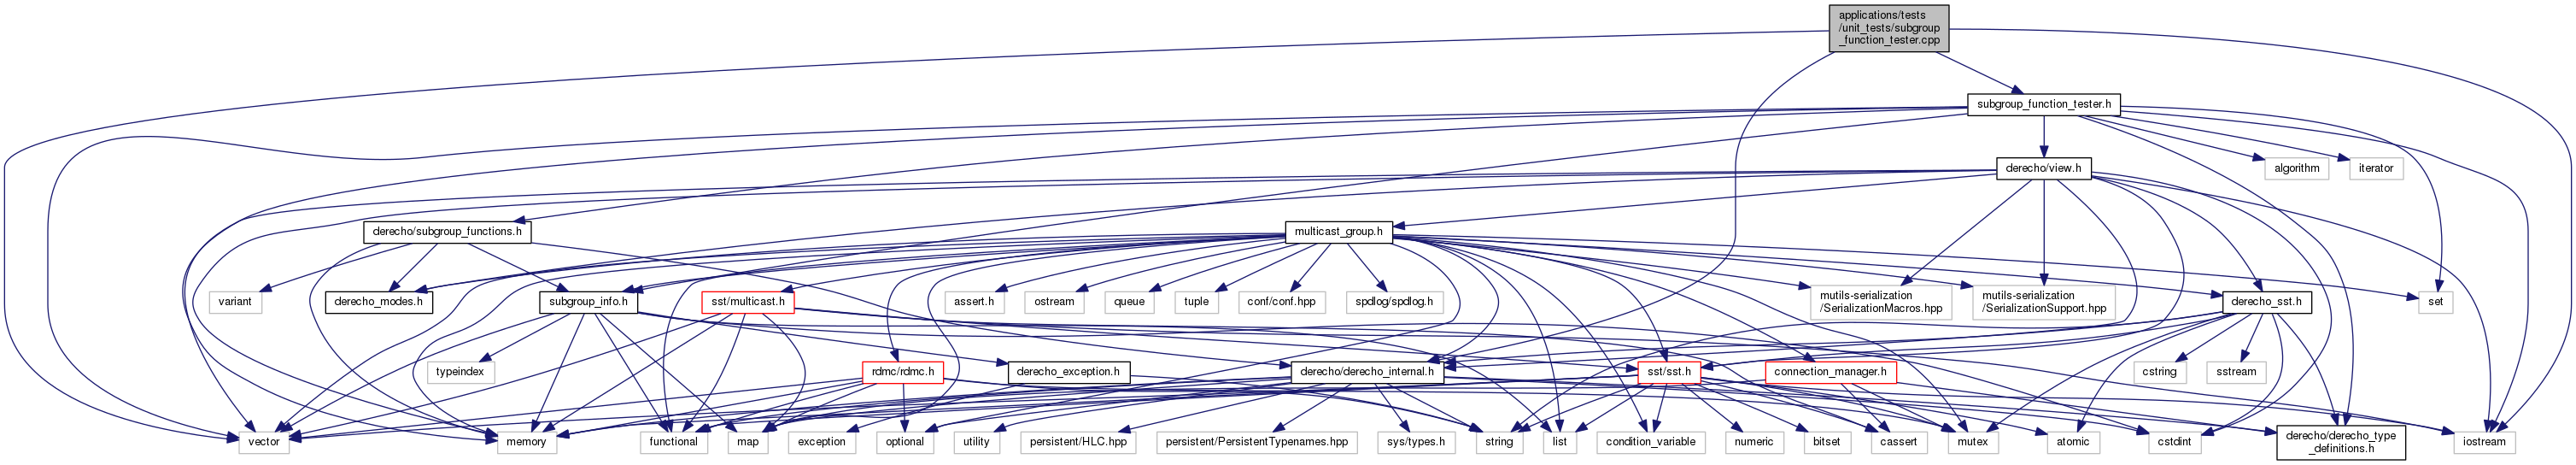 applications/tests
/unit_tests/subgroup
_function_tester.cpp
subgroup_function_tester.h
derecho/view.h
algorithm
iterator
derecho/subgroup_functions.h
multicast_group.h
variant
derecho_modes.h
subgroup_info.h
sst/multicast.h
assert.h
ostream
queue
tuple
conf/conf.hpp
spdlog/spdlog.h
mutils-serialization
/SerializationMacros.hpp
mutils-serialization
/SerializationSupport.hpp
derecho_sst.h
set
typeindex
rdmc/rdmc.h
derecho_exception.h
derecho/derecho_internal.h
sst/sst.h
connection_manager.h
cstring
sstream
vector
memory
functional
map
exception
optional
utility
persistent/HLC.hpp
persistent/PersistentTypenames.hpp
sys/types.h
string
list
condition_variable
numeric
bitset
cassert
mutex
atomic
cstdint
derecho/derecho_type
_definitions.h
iostream